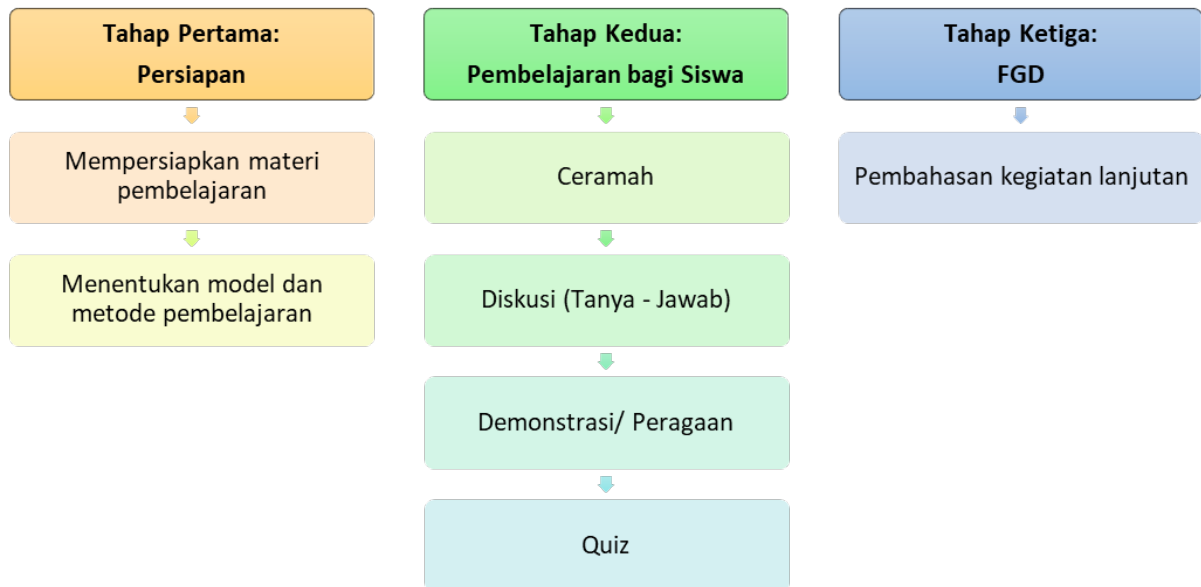 Tahap Pertama:
Persiapan
Mempersiapkan materi
pembelajaran
Menentukan model dan
metode pembelajaran
Tahap Kedua:
Pembelajaran bagi Siswa
Ceramah
Diskusi (Tanya - Jawab)
Demonstrasi/ Peragaan
Quiz
Tahap Ketiga:
FGD
Pembahasan kegiatan lanjutan